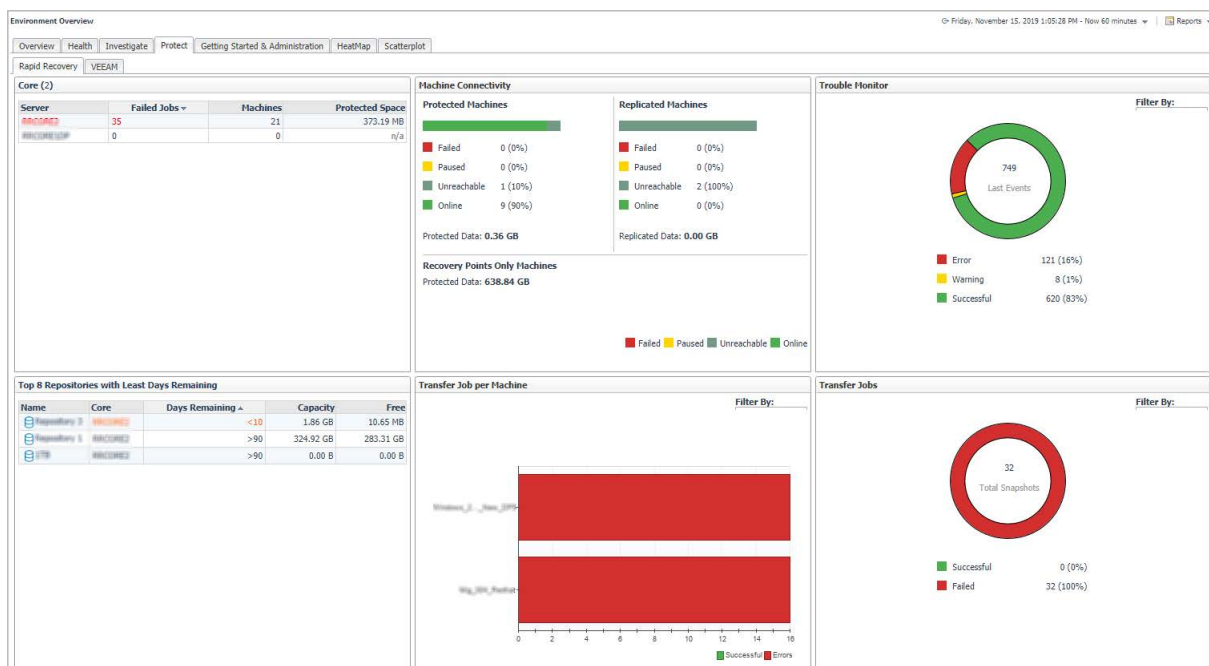 Environment Overview
Friday, November 15, 2019 1:05:28 PM - Now 60 minutes
Reports
Overview Health Investigate Protect Getting Started & Administration HeatMap Scatterplot
Rapid Recovery VEEAM
Core (2)
Server Failed Jobs Machines Protected Space
35 21 373.19 MB
0 0 n/a
Machine Connectivity
Protected Machines
Failed 0 (0%)
Paused 0 (0%)
Unreachable 1 (10%)
Online 9 (90%)
Protected Data: 0.36 GB
Replicated Machines
Failed 0 (0%)
Paused 0 (0%)
Unreachable 2 (100%)
Online 0 (0%)
Replicated Data: 0.00 GB
Recovery Points Only Machines
Protected Data: 638.84 GB
Failed Paused Unreachable Online
Trouble Monitor
Filter By:
749
Last Events
Error 121 (16%)
Warning 8 (1%)
Successful 620 (83%)
Top 8 Repositories with Least Days Remaining
Name Core Days Remaining Capacity Free
<10 1.86 GB 10.65 MB
>90 324.92 GB 283.31 GB
>90 0.00 B 0.00 B
Transfer Job per Machine
Filter By:
0 2 4 6 8 10 12 14 16
Successful Errors
Transfer Jobs
Filter By:
32
Total Snapshots
Successful 0 (0%)
Failed 32 (100%)